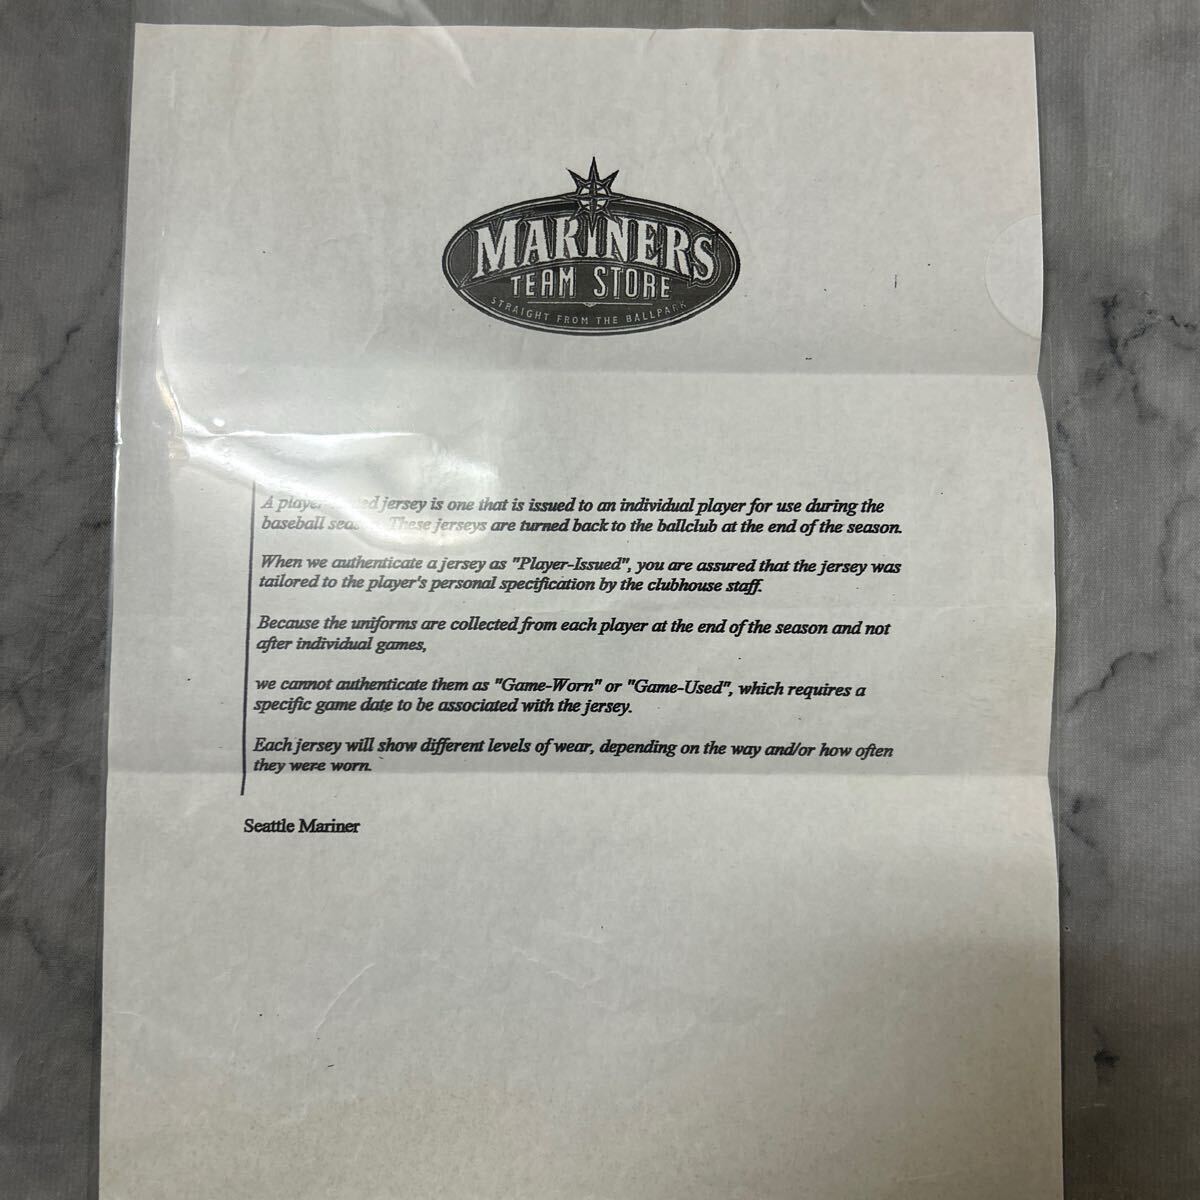 MARINERS
TEAM STORE
STRAIGHT FROM THE BALLPARK
A jersey is one that is issued to an individual player for use during the
baseball These jerseys are turned back to the ballclub at the end of the season.
When we authenticate a jersey as "Player-Issued", you are assured that the jersey was
tailored to the player's personal specification by the clubhouse staff.
Because the uniforms are collected from each player at the end of the season and not
after individual games,
we cannot authenticate them as "Game-Worn" or "Game-Used", which requires a
specific game date to be associated with the jersey.
Each jersey will show different levels of wear, depending on the way and/or how often
they were worn.
Seattle Mariner